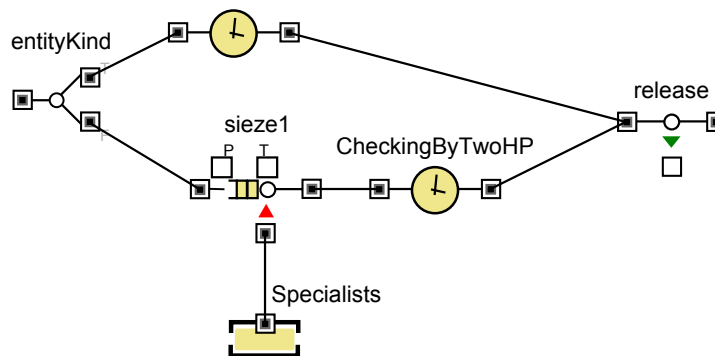 entityKind
T
F
release
sieze1
P
T
CheckingByTwoHP
Specialists